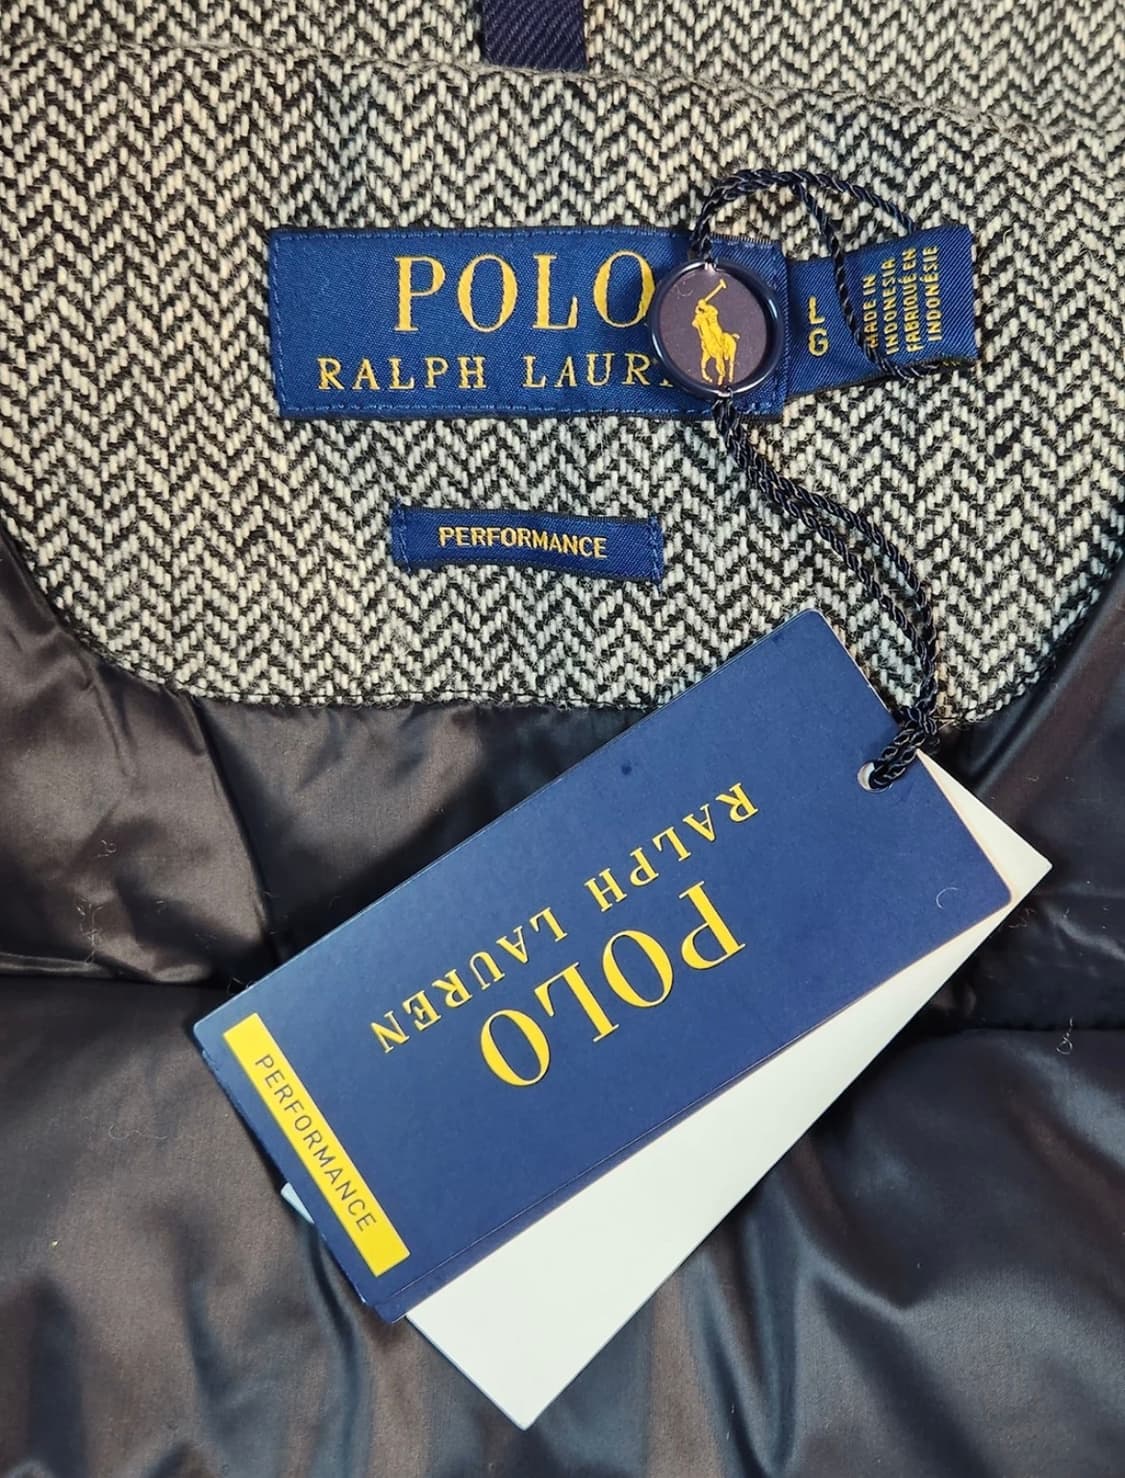 POLO
RALPH LAUR
L
G
MADE IN
INDONESIA
FABRIQUÉ EN
INDONÉSIE
PERFORMANCE
POLO
RALPH LAUREN
PERFORMANCE